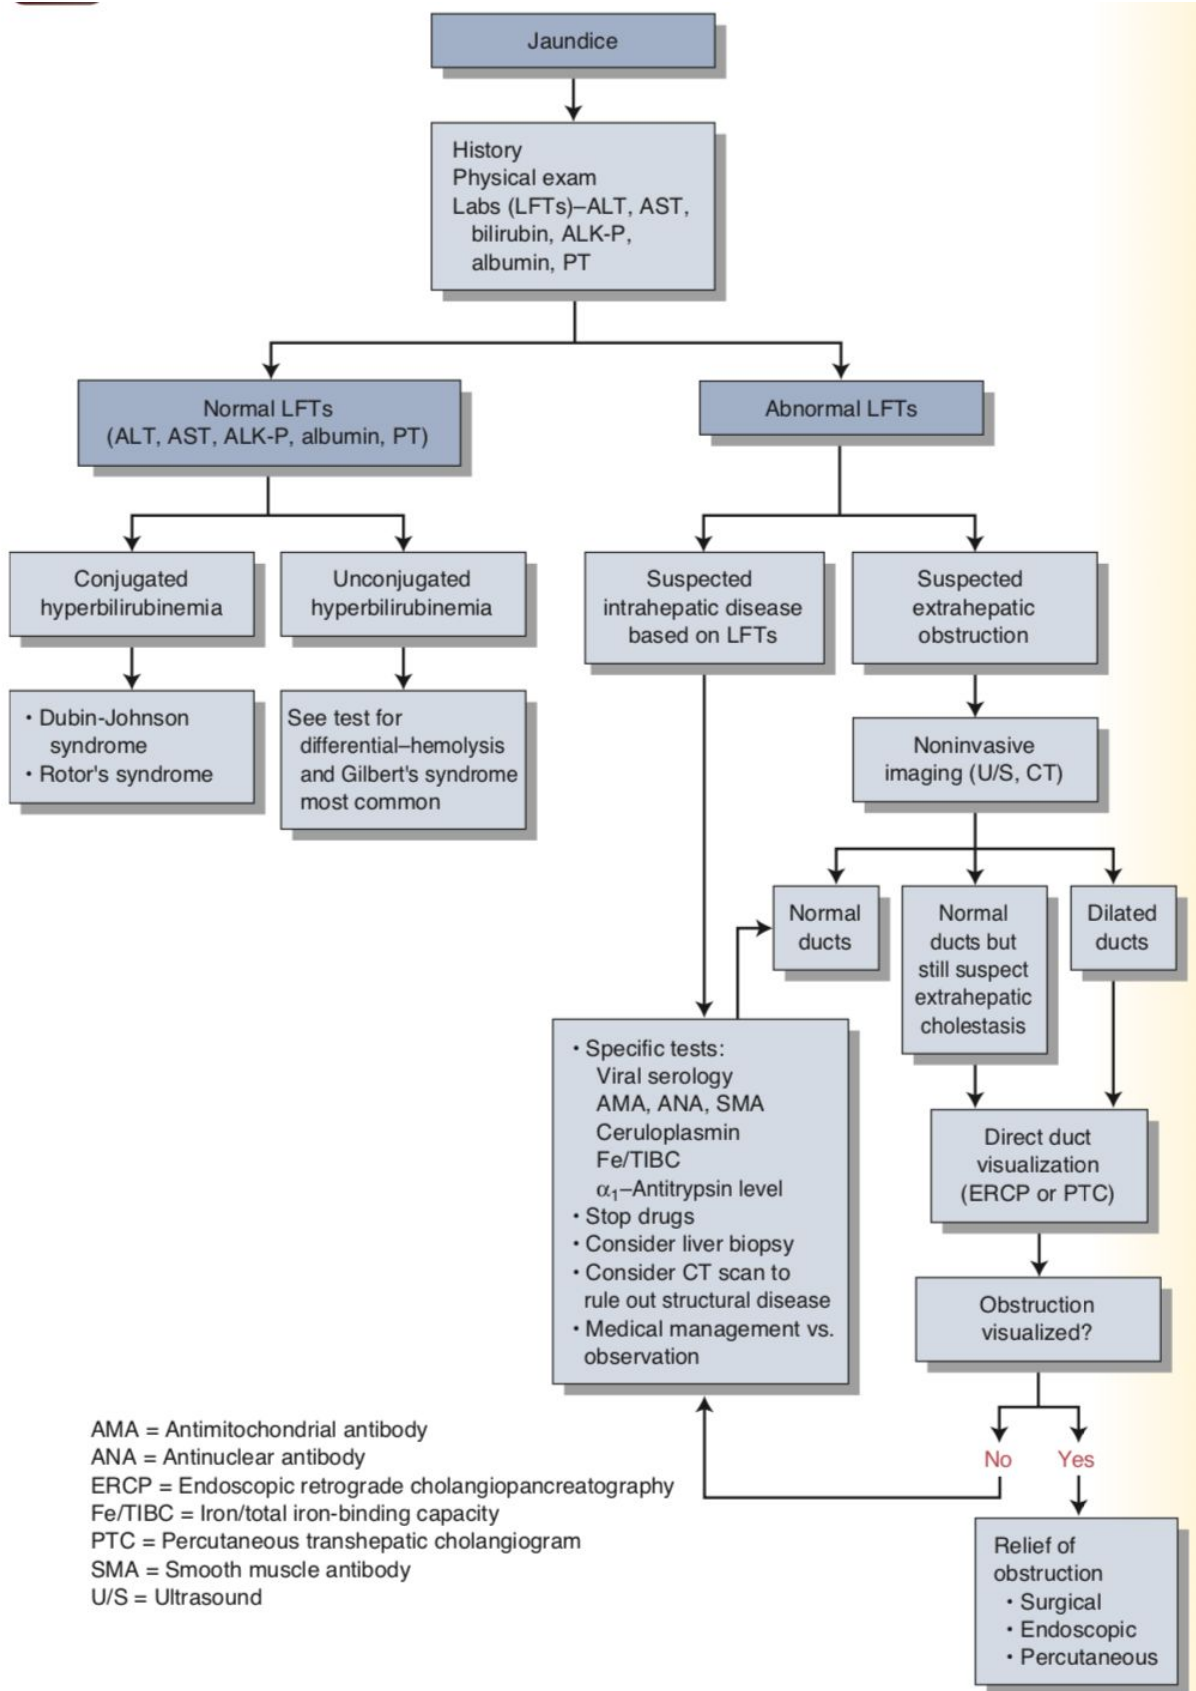 Jaundice
History
Physical exam
Labs (LFTs)–ALT, AST,
bilirubin, ALK-P,
albumin, PT
Normal LFTs
(ALT, AST, ALK-P, albumin, PT)
Abnormal LFTs
Conjugated
hyperbilirubinemia
Unconjugated
hyperbilirubinemia
Suspected
intrahepatic disease
based on LFTs
Suspected
extrahepatic
obstruction
• Dubin-Johnson
syndrome
• Rotor's syndrome
See test for
differential–hemolysis
and Gilbert's syndrome
most common
Noninvasive
imaging (U/S, CT)
Normal
ducts
Normal
ducts but
still suspect
extrahepatic
cholestasis
Dilated
ducts
• Specific tests:
Viral serology
AMA, ANA, SMA
Ceruloplasmin
Fe/TIBC
α₁–Antitrypsin level
• Stop drugs
• Consider liver biopsy
• Consider CT scan to
rule out structural disease
• Medical management vs.
observation
Direct duct
visualization
(ERCP or PTC)
Obstruction
visualized?
No
Yes
Relief of
obstruction
• Surgical
• Endoscopic
• Percutaneous
AMA = Antimitochondrial antibody
ANA = Antinuclear antibody
ERCP = Endoscopic retrograde cholangiopancreatography
Fe/TIBC = Iron/total iron-binding capacity
PTC = Percutaneous transhepatic cholangiogram
SMA = Smooth muscle antibody
U/S = Ultrasound